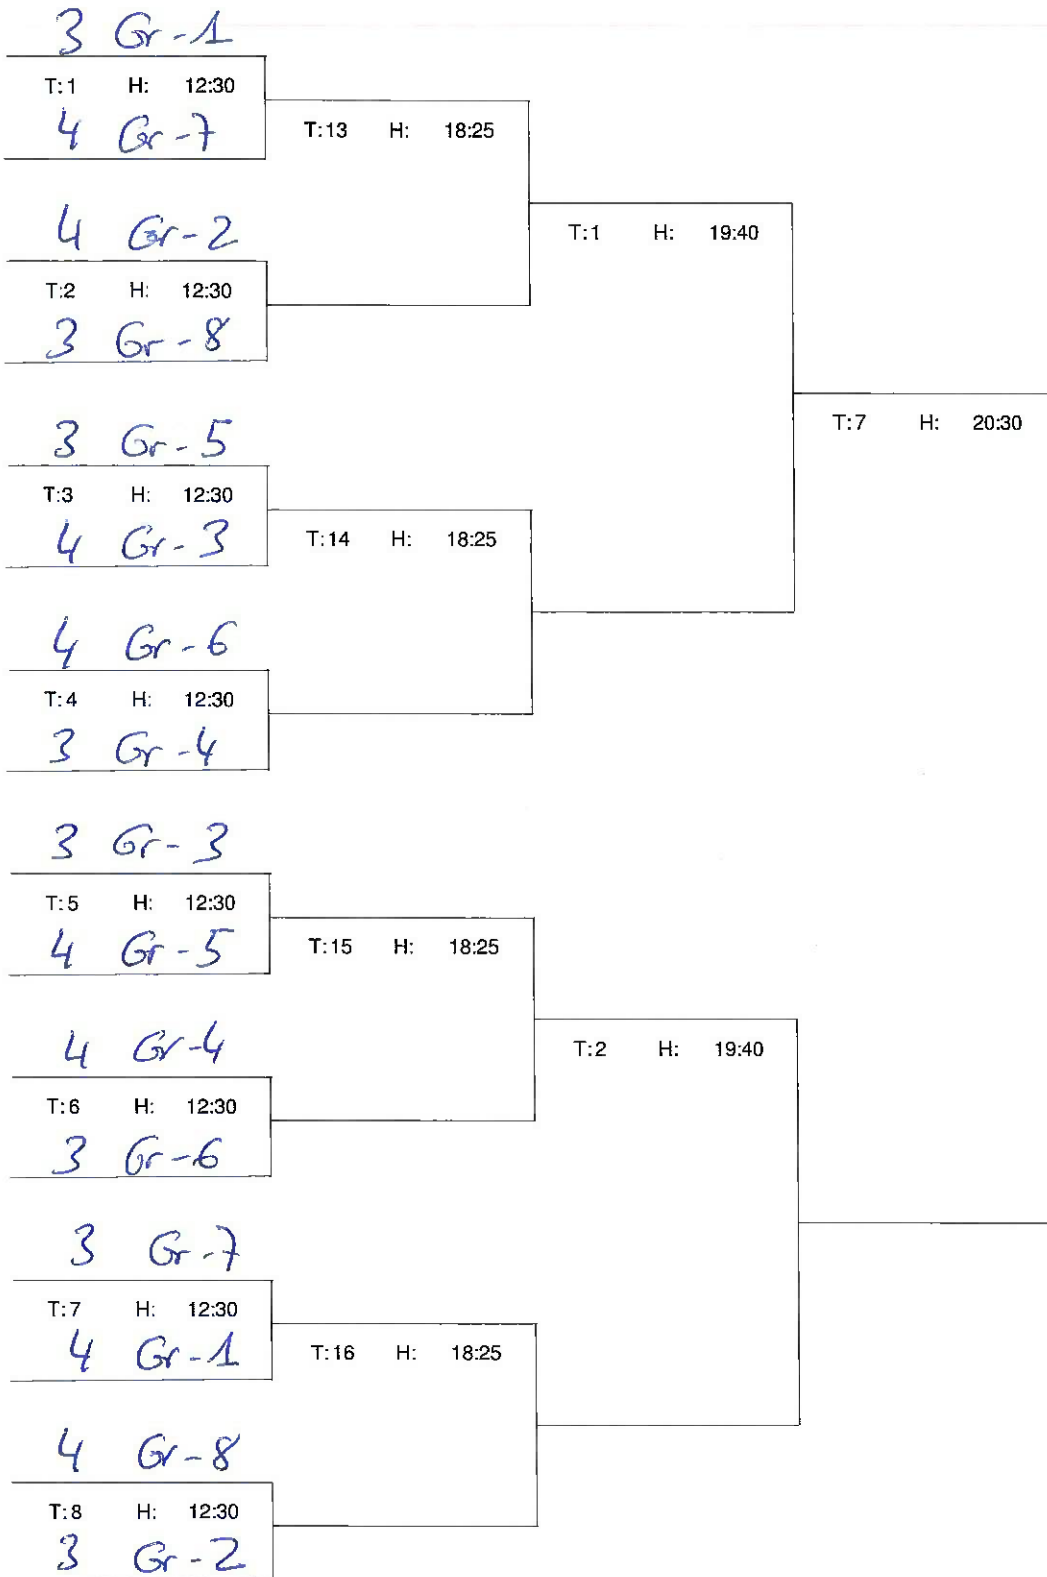 3 Gr-1
T:1 H: 12:30
4 Gr-7
T:13 H: 18:25
4 Gr-2
T:1 H: 19:40
T:2 H: 12:30
3 Gr-8
3 Gr-5
T:7 H: 20:30
T:3 H: 12:30
4 Gr-3
T:14 H: 18:25
4 Gr-6
T:4 H: 12:30
3 Gr-4
3 Gr-3
T:5 H: 12:30
4 Gr-5
T:15 H: 18:25
4 Gr-4
T:2 H: 19:40
T:6 H: 12:30
3 Gr-6
3 Gr-7
T:7 H: 12:30
4 Gr-1
T:16 H: 18:25
4 Gr-8
T:8 H: 12:30
3 Gr-2